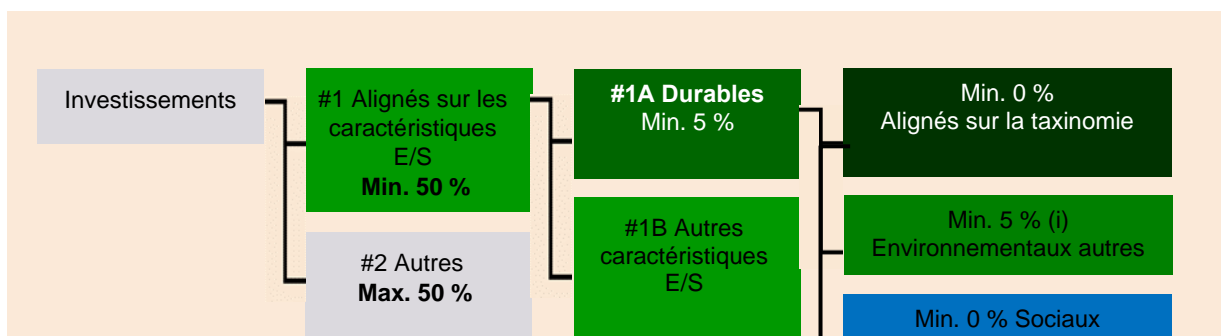 Investissements
#1 Alignés sur les
caractéristiques
E/S
Min. 50 %
#2 Autres
Max. 50 %
#1A Durables
Min. 5 %
#1B Autres
caractéristiques
E/S
Min. 0 %
Alignés sur la taxinomie
Min. 5 % (i)
Environnementaux autres
Min. 0 % Sociaux